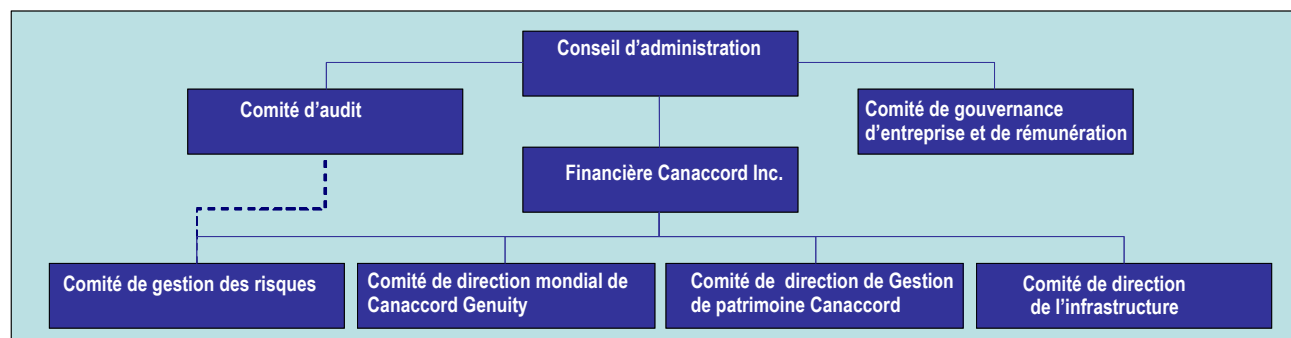 Conseil d’administration
Comité d’audit
Comité de gouvernance
d’entreprise et de rémunération
Financière Canaccord Inc.
Comité de gestion des risques
Comité de direction mondial de
Canaccord Genuity
Comité de direction de Gestion
de patrimoine Canaccord
Comité de direction
de l’infrastructure